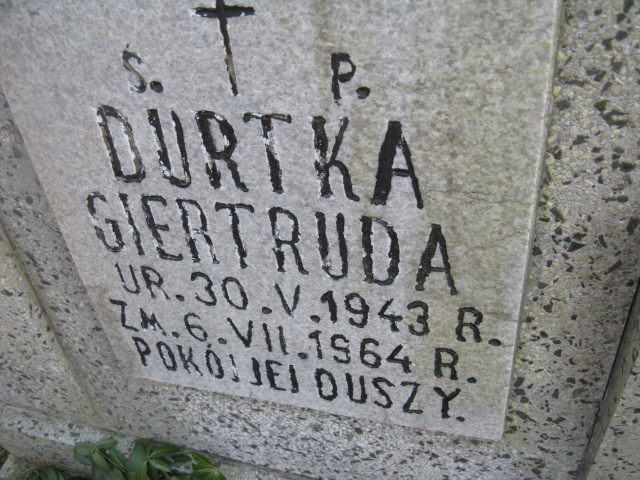 Ś. P.
DURTKA
GIERTRUDA
UR. 30. V. 1943 R.
ZM. 6. VII. 1964 R.
POKÓJ JEJ DUSZY.